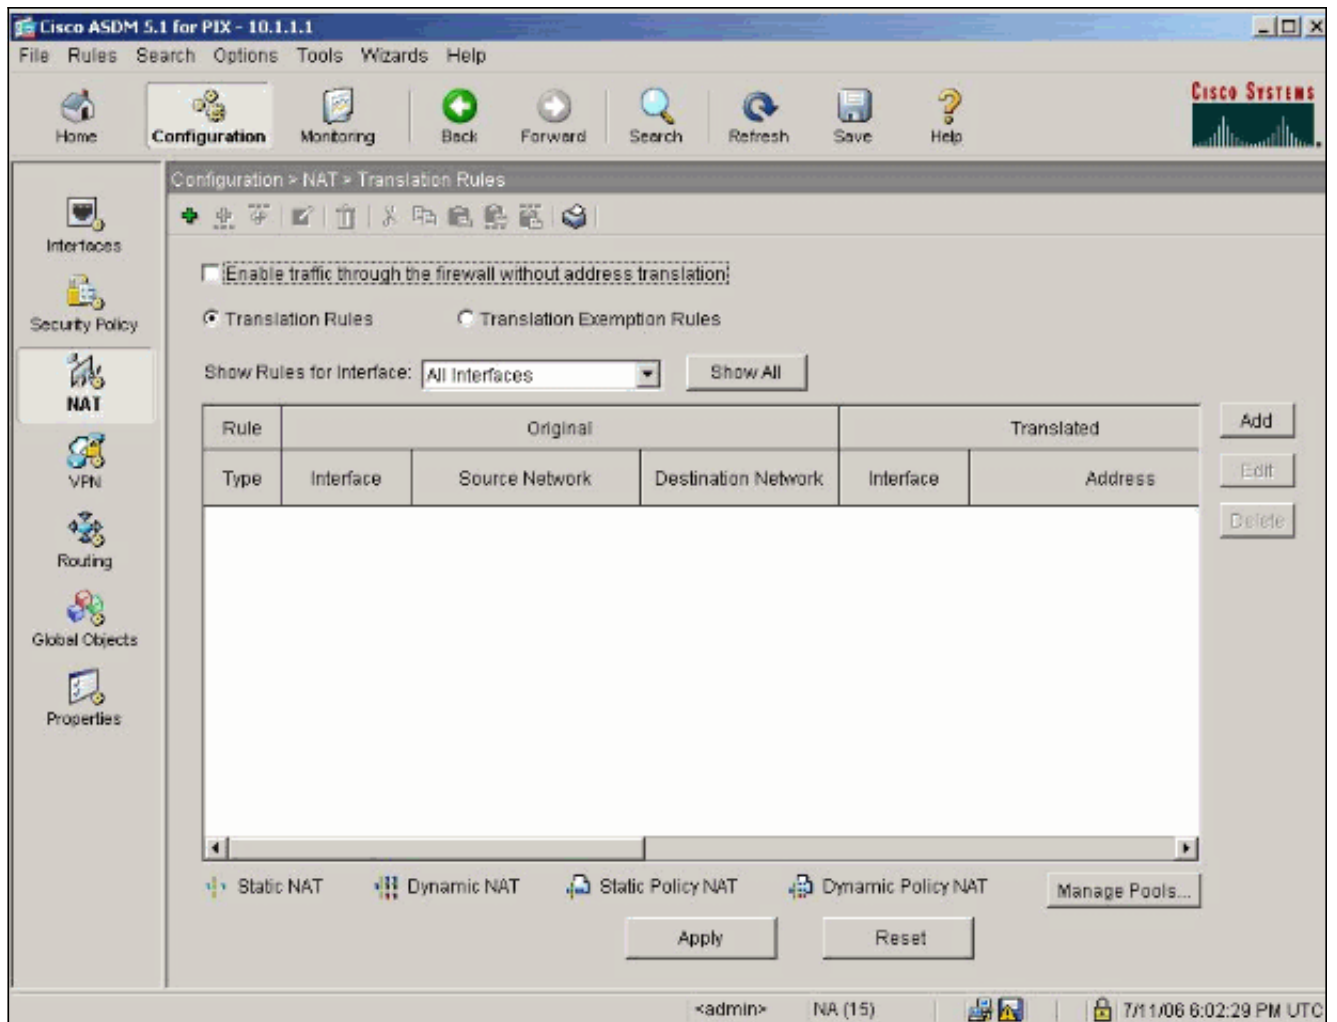 Cisco ASDM 5.1 for PIX - 10.1.1.1
File Rules Search Options Tools Wizards Help
Home Configuration Monitoring Back Forward Search Refresh Save Help
CISCO SYSTEMS
Configuration > NAT > Translation Rules
Interfaces
Security Policy
NAT
VPN
Routing
Global Objects
Properties
Enable traffic through the firewall without address translation
Translation Rules Translation Exemption Rules
Show Rules for Interface: All Interfaces Show All
Rule Original Translated
Type Interface Source Network Destination Network Interface Address
Add
Edit
Delete
Static NAT Dynamic NAT Static Policy NAT Dynamic Policy NAT Manage Pools...
Apply Reset
<admin> NA (15) 7/11/06 6:02:29 PM UTC